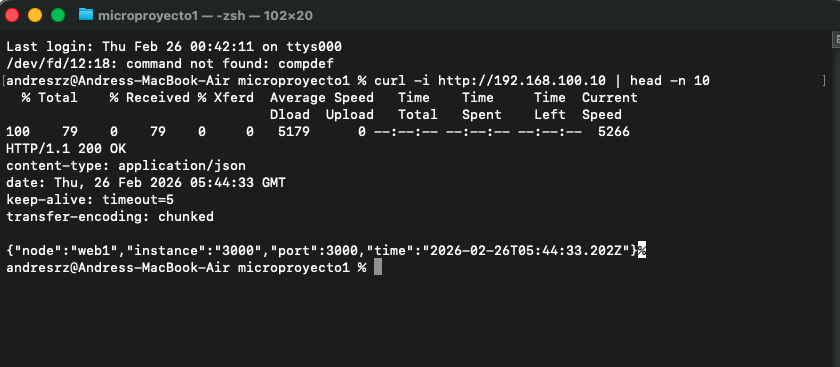 microproyecto1 — -zsh — 102×20
Last login: Thu Feb 26 00:42:11 on ttys000
/dev/fd/12:18: command not found: compdef
[andresrz@Andress-MacBook-Air microproyecto1 % curl -i http://192.168.100.10 | head -n 10 ]
% Total % Received % Xferd Average Speed Time Time Time Current
Dload Upload Total Spent Left Speed
100 79 0 79 0 0 5179 0 --:--:-- --:--:-- --:--:-- 5266
HTTP/1.1 200 OK
content-type: application/json
date: Thu, 26 Feb 2026 05:44:33 GMT
keep-alive: timeout=5
transfer-encoding: chunked
{"node":"web1","instance":"3000","port":3000,"time":"2026-02-26T05:44:33.202Z"}%
andresrz@Andress-MacBook-Air microproyecto1 %